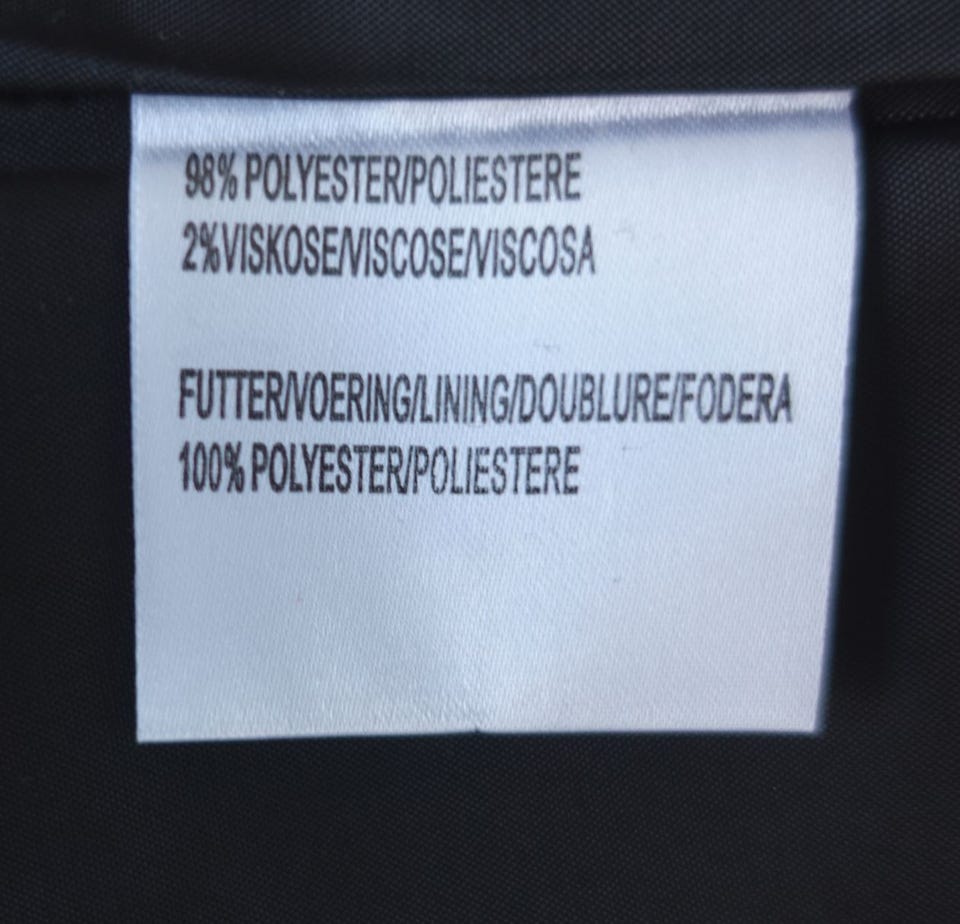 98% POLYESTER/POLIESTERE
2%VISKOSE/VISCOSE/VISCOSA
FUTTER/VOERING/LINING/DOUBLURE/FODERA
100% POLYESTER/POLIESTERE